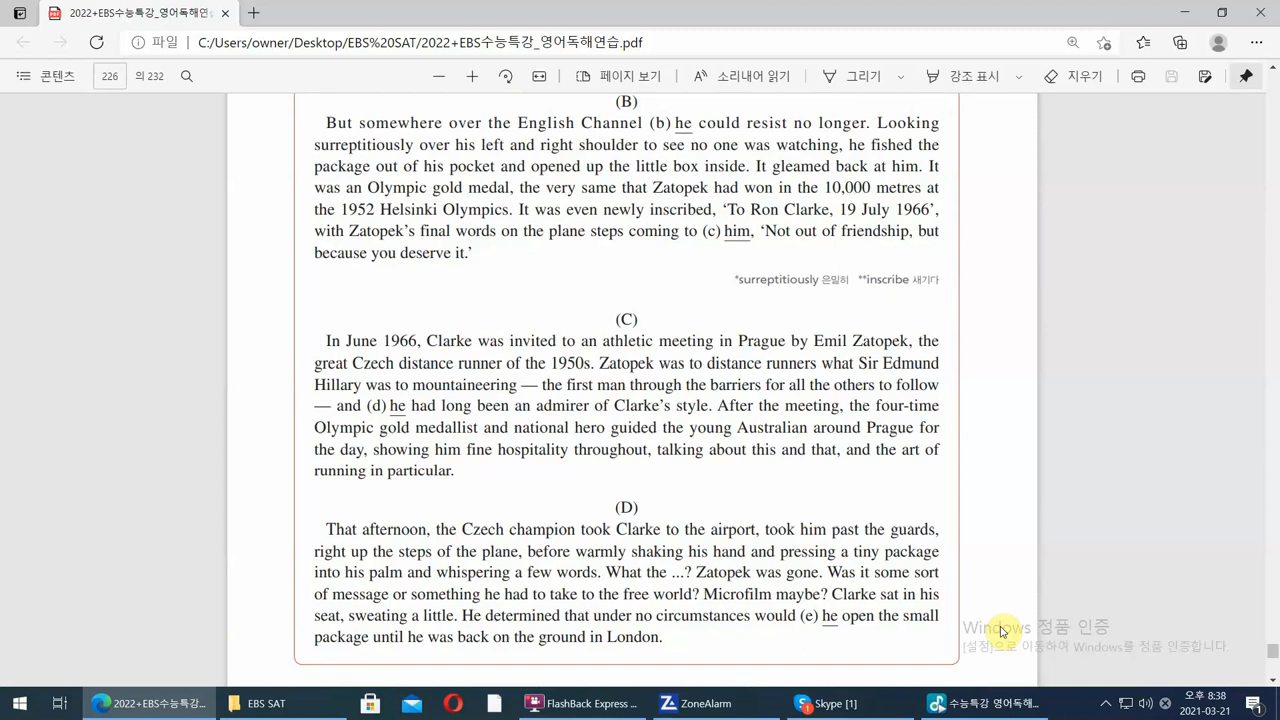 2022+EBS수능특강_영어독해연습
파일 C:/Users/owner/Desktop/EBS%20SAT/2022+EBS수능특강_영어독해연습.pdf
콘텐츠 226 의 232 페이지 보기 소리내어 읽기 그리기 강조 표시 지우기
(B)
But somewhere over the English Channel (b) he could resist no longer. Looking
surreptitiously over his left and right shoulder to see no one was watching, he fished the
package out of his pocket and opened up the little box inside. It gleamed back at him. It
was an Olympic gold medal, the very same that Zatopek had won in the 10,000 metres at
the 1952 Helsinki Olympics. It was even newly inscribed, ‘To Ron Clarke, 19 July 1966’,
with Zatopek’s final words on the plane steps coming to (c) him, ‘Not out of friendship, but
because you deserve it.’
*surreptitiously 은밀히 **inscribe 새기다
(C)
In June 1966, Clarke was invited to an athletic meeting in Prague by Emil Zatopek, the
great Czech distance runner of the 1950s. Zatopek was to distance runners what Sir Edmund
Hillary was to mountaineering — the first man through the barriers for all the others to follow
— and (d) he had long been an admirer of Clarke’s style. After the meeting, the four-time
Olympic gold medallist and national hero guided the young Australian around Prague for
the day, showing him fine hospitality throughout, talking about this and that, and the art of
running in particular.
(D)
That afternoon, the Czech champion took Clarke to the airport, took him past the guards,
right up the steps of the plane, before warmly shaking his hand and pressing a tiny package
into his palm and whispering a few words. What the ...? Zatopek was gone. Was it some sort
of message or something he had to take to the free world? Microfilm maybe? Clarke sat in his
seat, sweating a little. He determined that under no circumstances would (e) he open the small
package until he was back on the ground in London.
Windows 정품 인증
[설정]으로 이동하여 Windows를 정품 인증합니다.
2022+EBS수능특강... EBS SAT FlashBack Express ... ZoneAlarm Skype [1] 수능특강 영어독해... 오후 8:38
2021-03-21